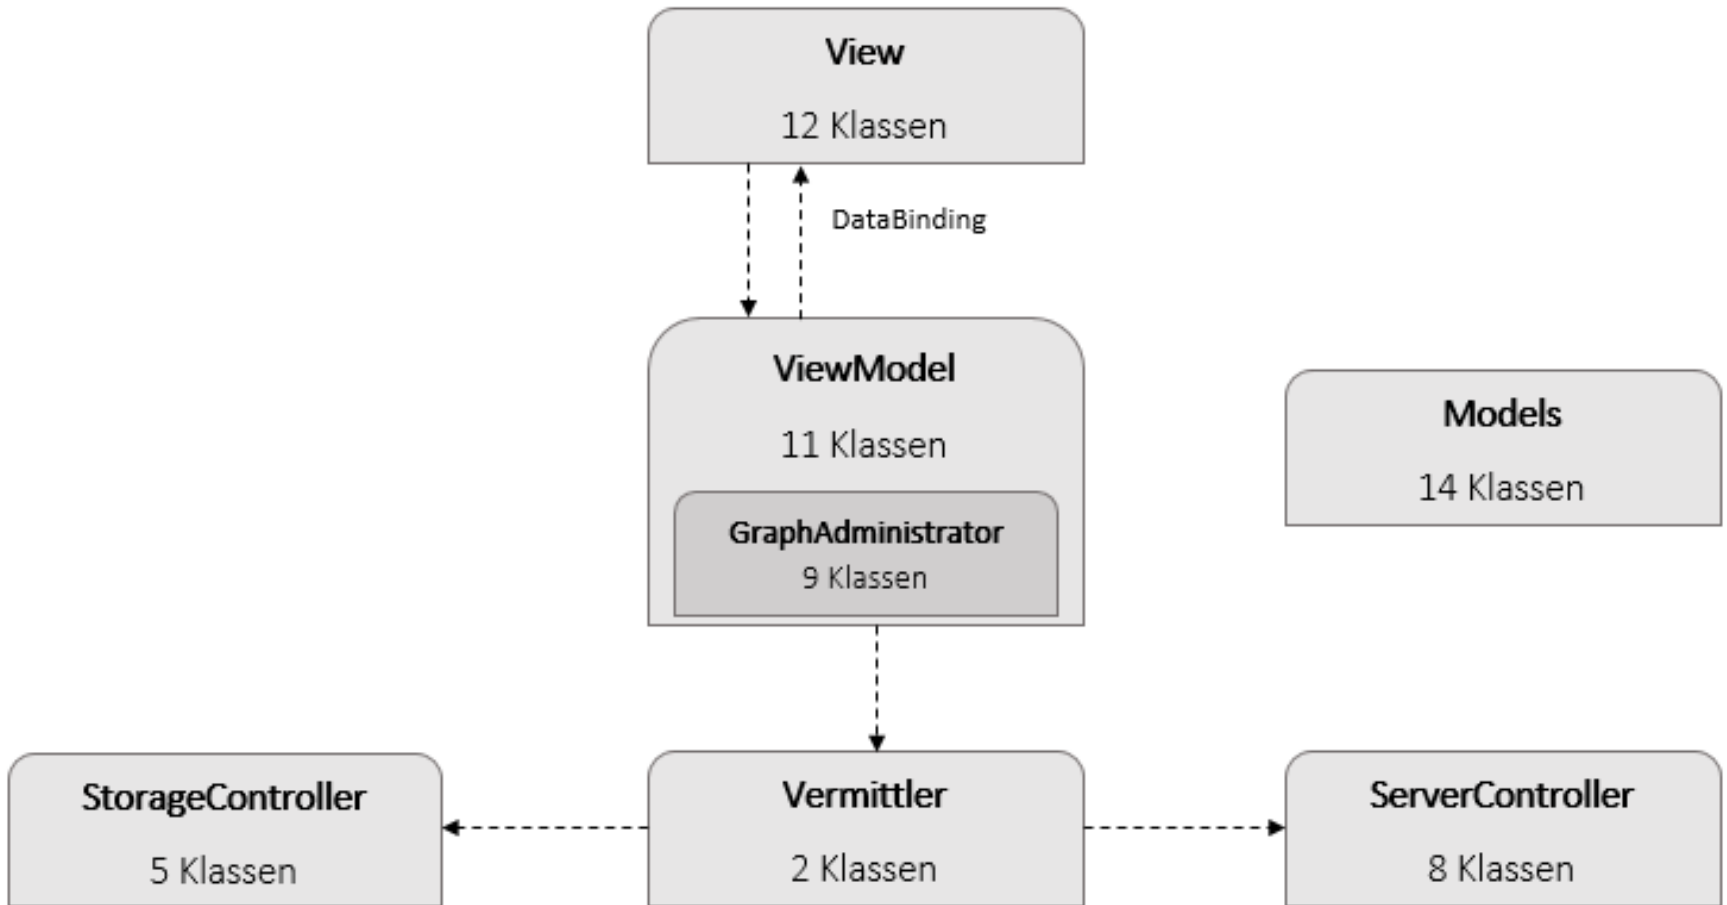 View
12 Klassen
DataBinding
ViewModel
11 Klassen
GraphAdministrator
9 Klassen
Models
14 Klassen
StorageController
5 Klassen
Vermittler
2 Klassen
ServerController
8 Klassen